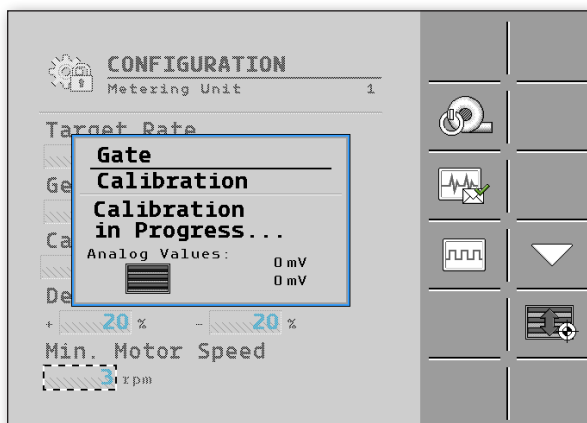 CONFIGURATION
Metering Unit 1
Target Rate
Gate
Calibration
Ge
Calibration
in Progress...
Ca
Analog Values:
0 mV
0 mV
De
+ 20 % - 20 %
Min. Motor Speed
3 rpm